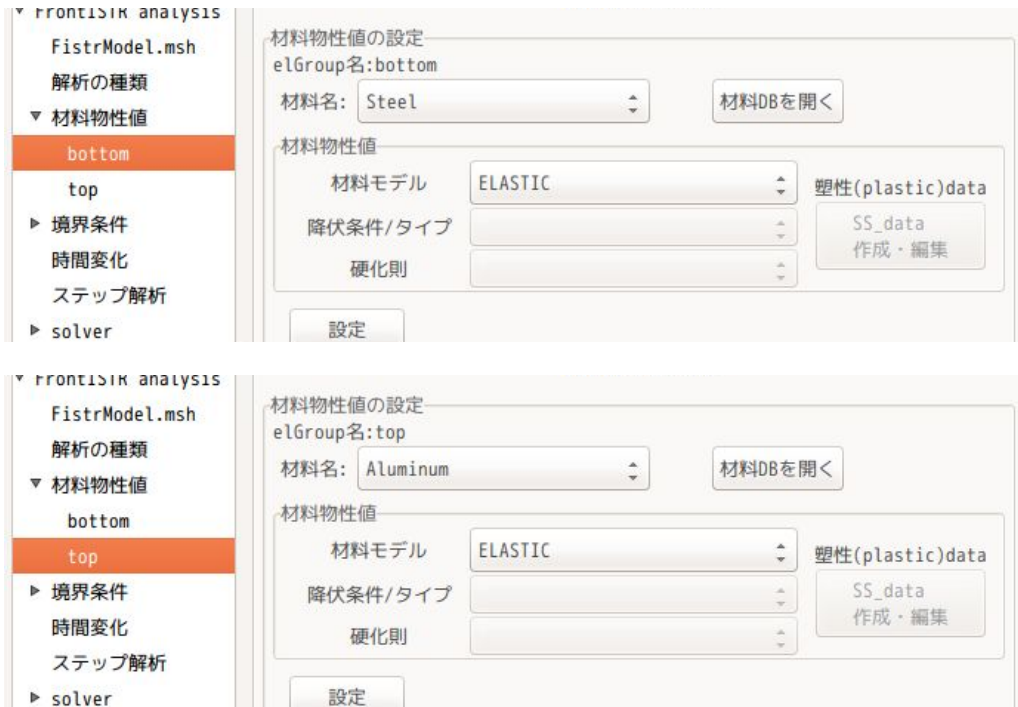 FrontISTR analysis
FistrModel.msh
解析の種類
材料物性値
bottom
top
境界条件
時間変化
ステップ解析
solver
材料物性値の設定
elGroup名:bottom
材料名: Steel 材料DBを開く
材料物性値
材料モデル ELASTIC 塑性(plastic)data
降伏条件/タイプ SS_data
作成・編集
硬化則
設定
FrontISTR analysis
FistrModel.msh
解析の種類
材料物性値
bottom
top
境界条件
時間変化
ステップ解析
solver
材料物性値の設定
elGroup名:top
材料名: Aluminum 材料DBを開く
材料物性値
材料モデル ELASTIC 塑性(plastic)data
降伏条件/タイプ SS_data
作成・編集
硬化則
設定